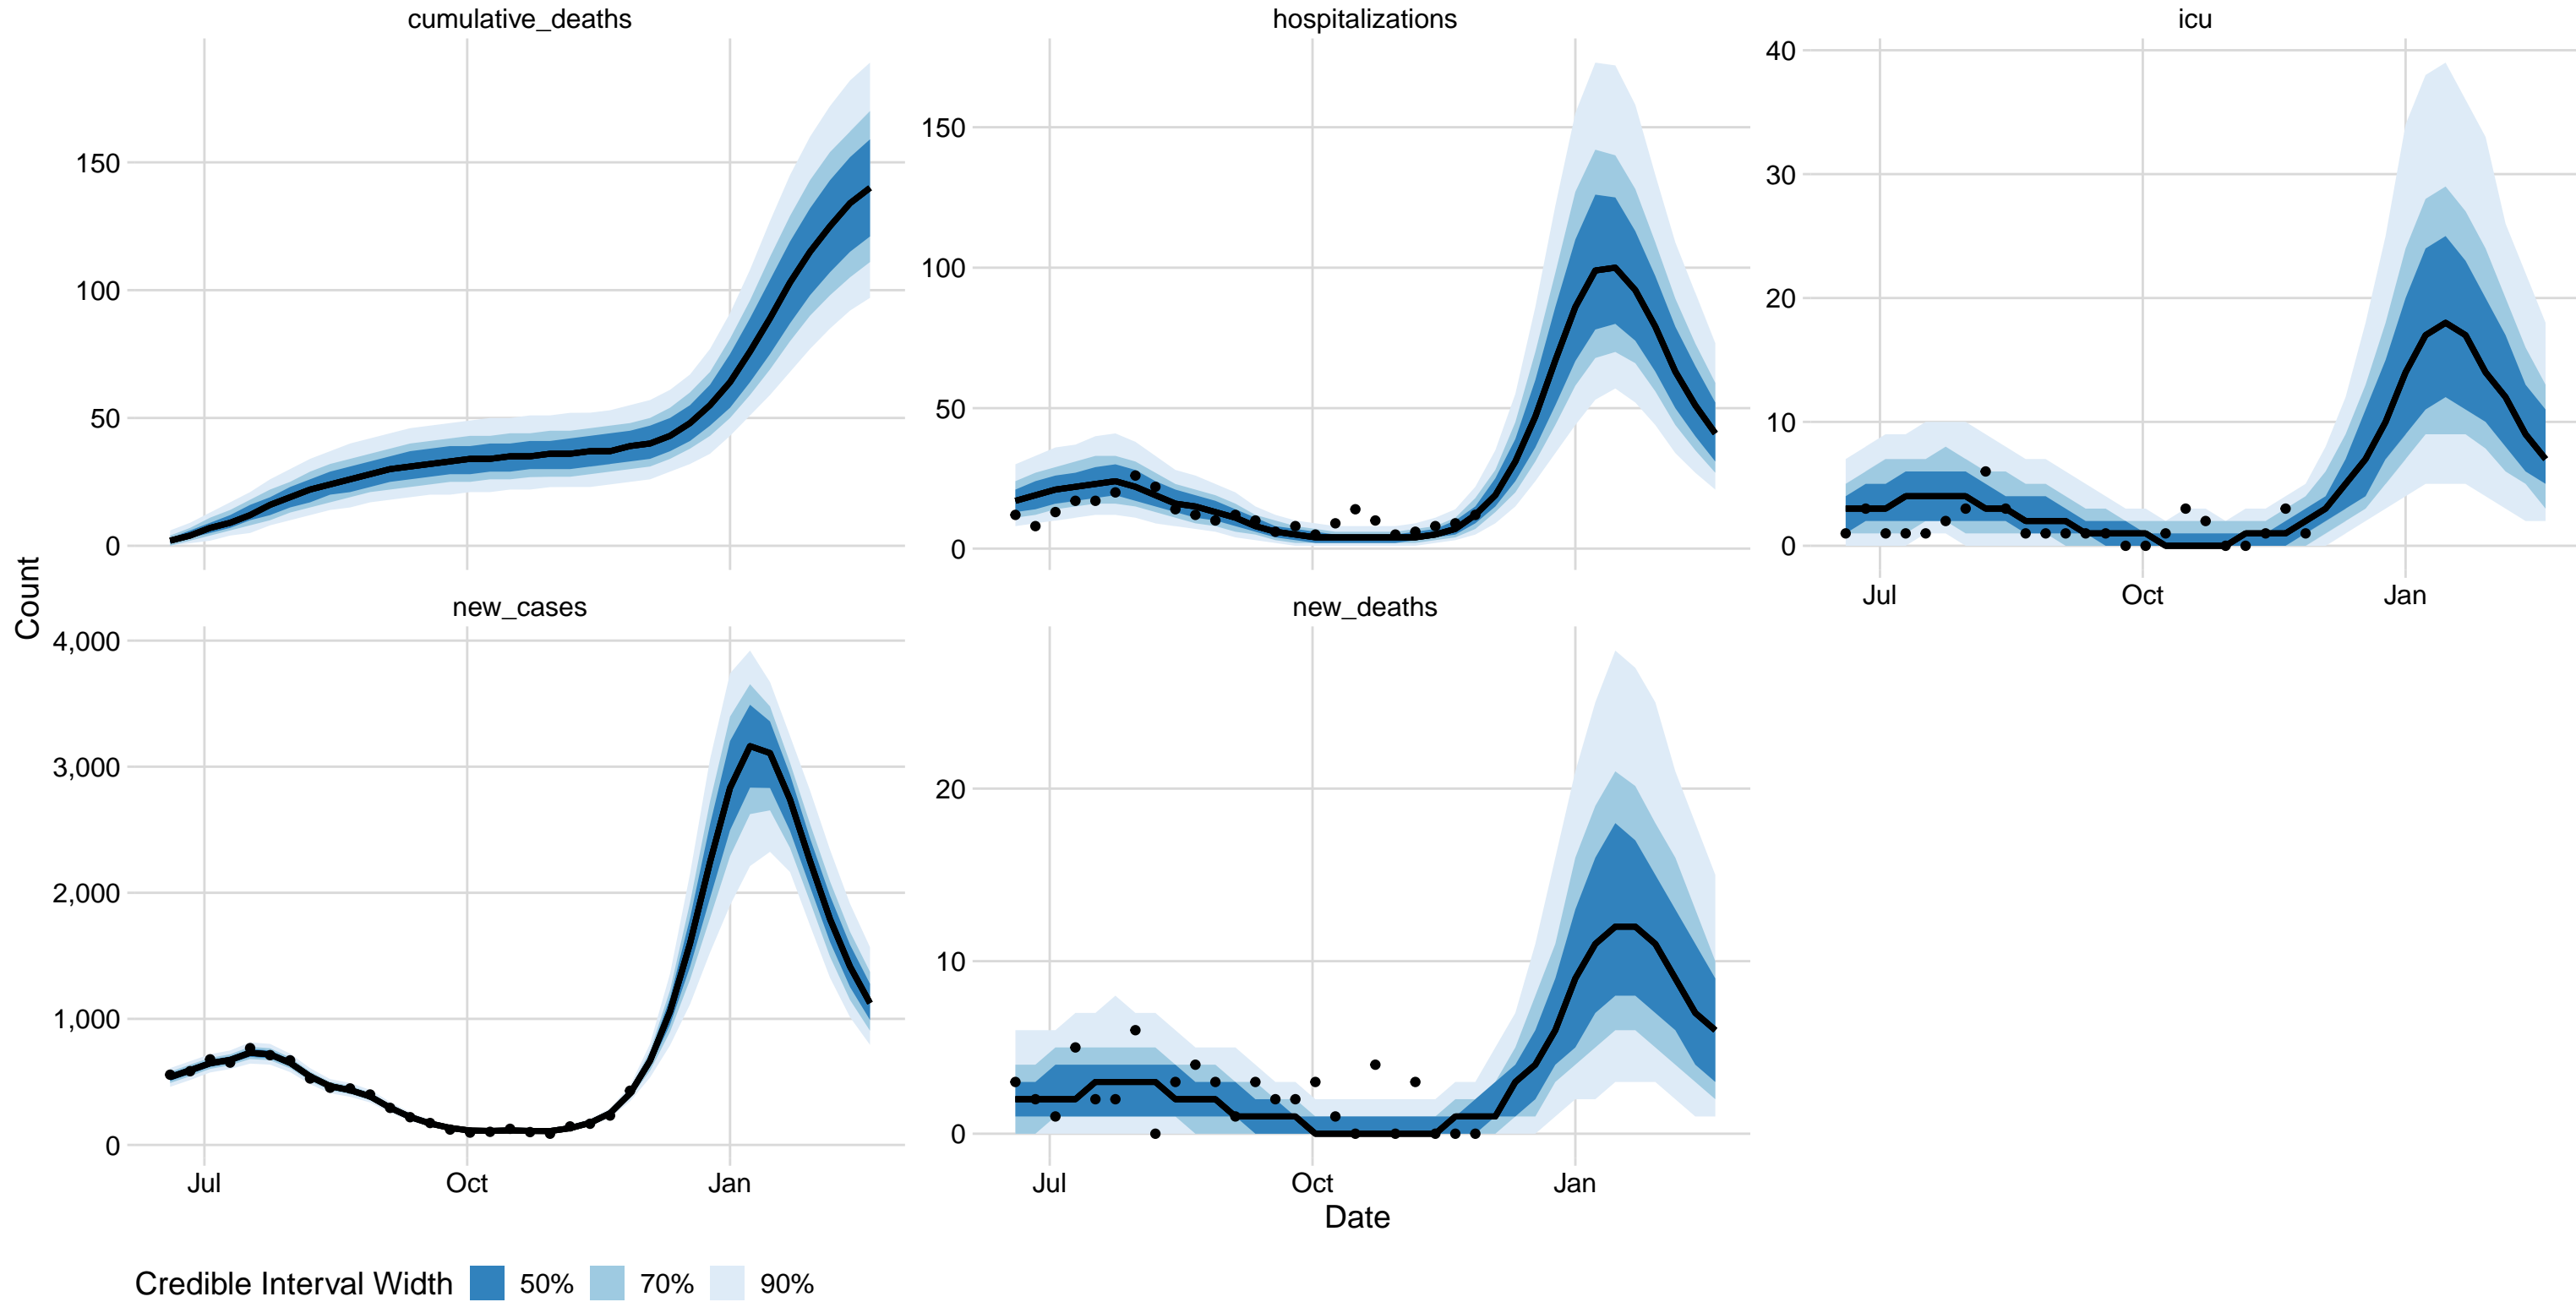 cumulative_deaths
hospitalizations
icu
150
100
50
0
150
100
50
0
40
30
20
10
0
Jul
Oct
Jan
Count
new_cases
new_deaths
4,000
3,000
2,000
1,000
0
20
10
0
Jul
Oct
Jan
Jul
Oct
Jan
Date
Credible Interval Width 50% 70% 90%